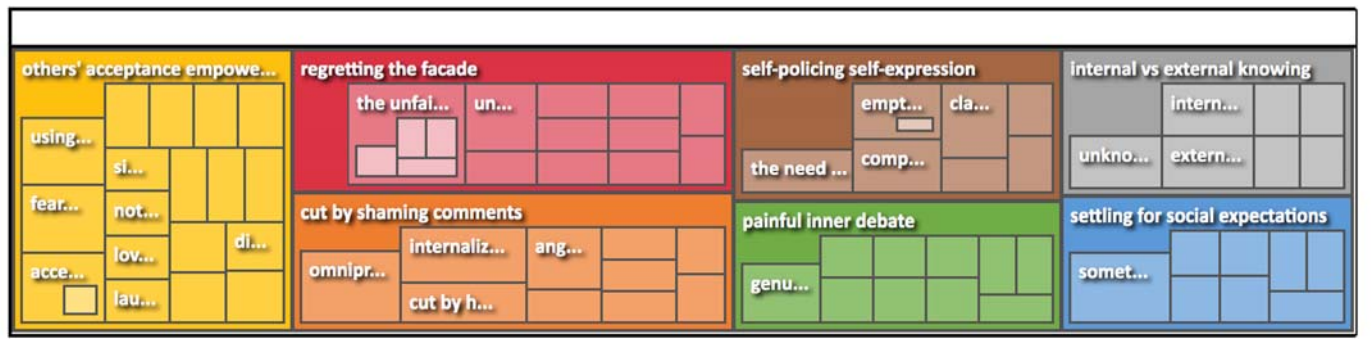 others' acceptance empowe...
using...
fear...
acce...
si...
not...
lov...
lau...
di...
regretting the facade
the unfai...
un...
cut by shaming comments
omnipr...
internaliz...
cut by h...
ang...
self-policing self-expression
the need ...
empt...
comp...
cla...
painful inner debate
genu...
internal vs external knowing
unkno...
intern...
extern...
settling for social expectations
somet...